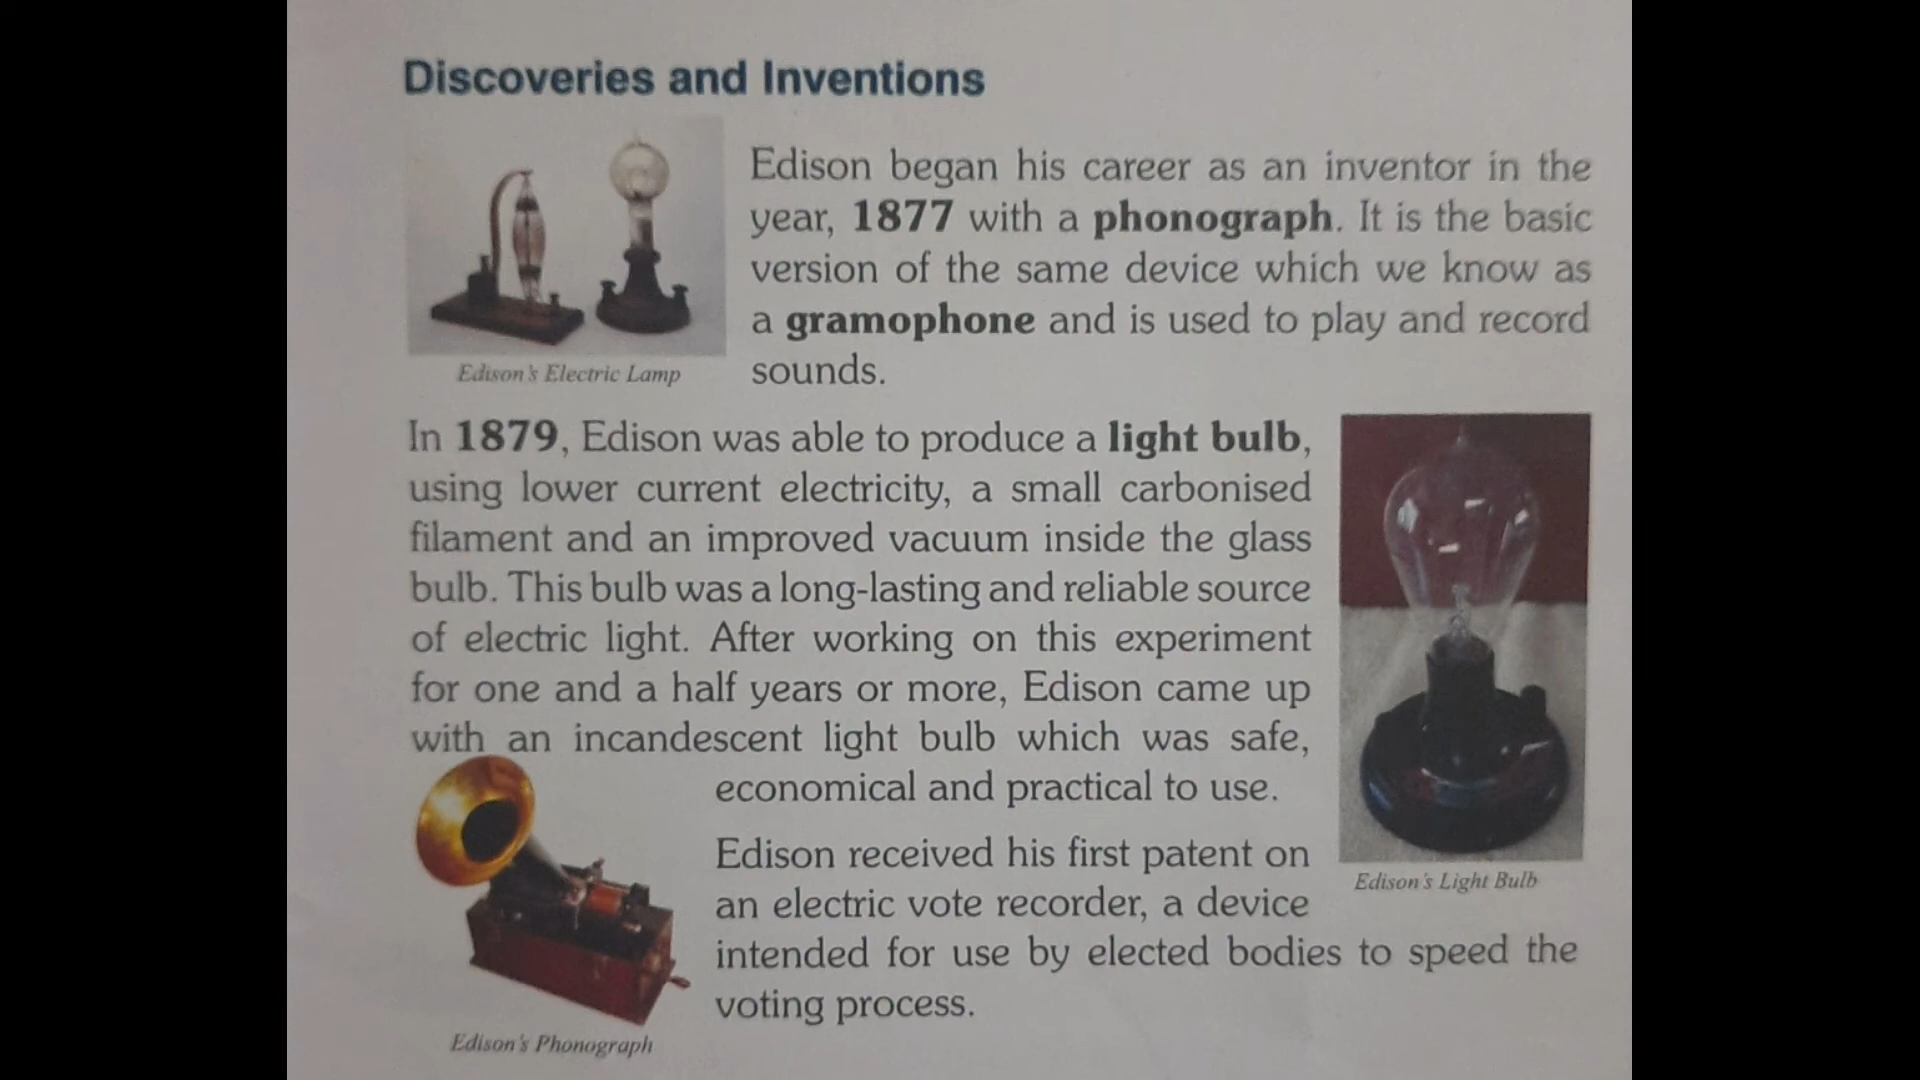 Discoveries and Inventions
Edison began his career as an inventor in the
year, 1877 with a phonograph. It is the basic
version of the same device which we know as
a gramophone and is used to play and record
sounds.
Edison's Electric Lamp
In 1879, Edison was able to produce a light bulb,
using lower current electricity, a small carbonised
filament and an improved vacuum inside the glass
bulb. This bulb was a long-lasting and reliable source
of electric light. After working on this experiment
for one and a half years or more, Edison came up
with an incandescent light bulb which was safe,
economical and practical to use.
Edison's Light Bulb
Edison received his first patent on
an electric vote recorder, a device
intended for use by elected bodies to speed the
voting process.
Edison's Phonograph